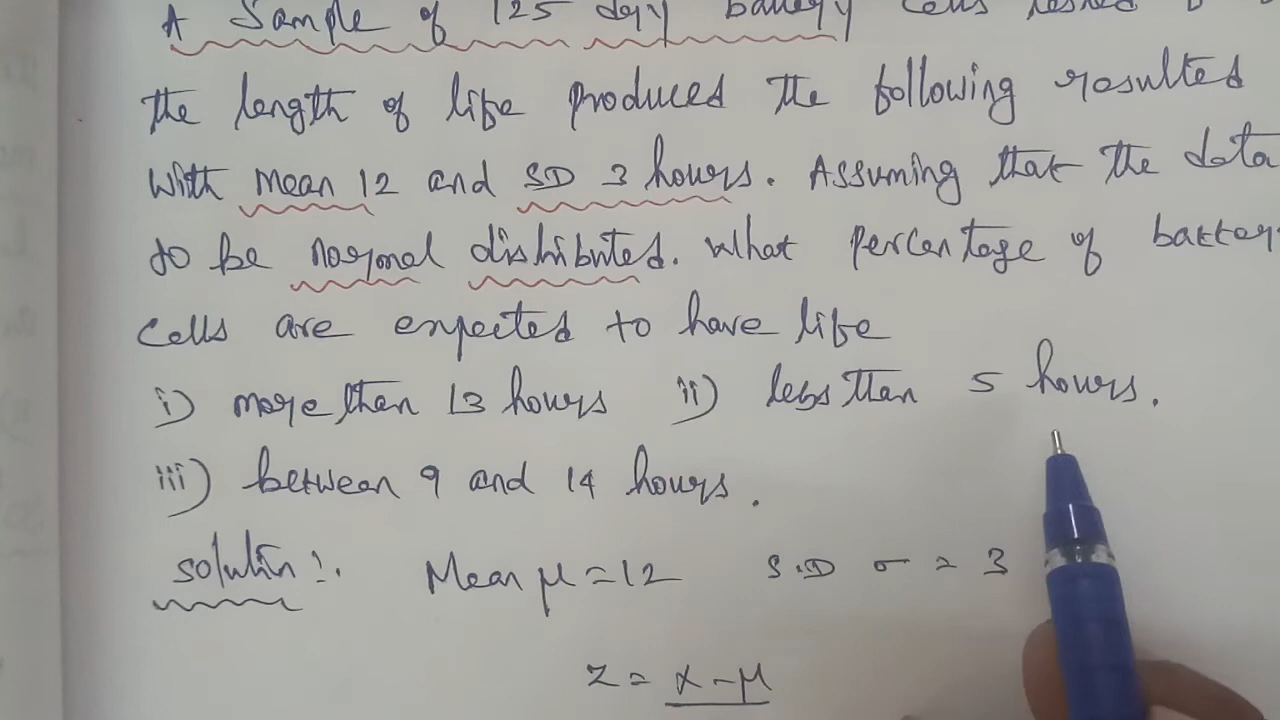 A Sample of 125 dry battery cells tested
the length of life produced the following resulted
with mean 12 and SD 3 hours. Assuming that the data
to be normal distributed. what percentage of battery
cells are expected to have life
i) more than 13 hours ii) less than 5 hours.
iii) between 9 and 14 hours.
solution:. Mean μ = 12 S.D σ = 3
z = x - μ